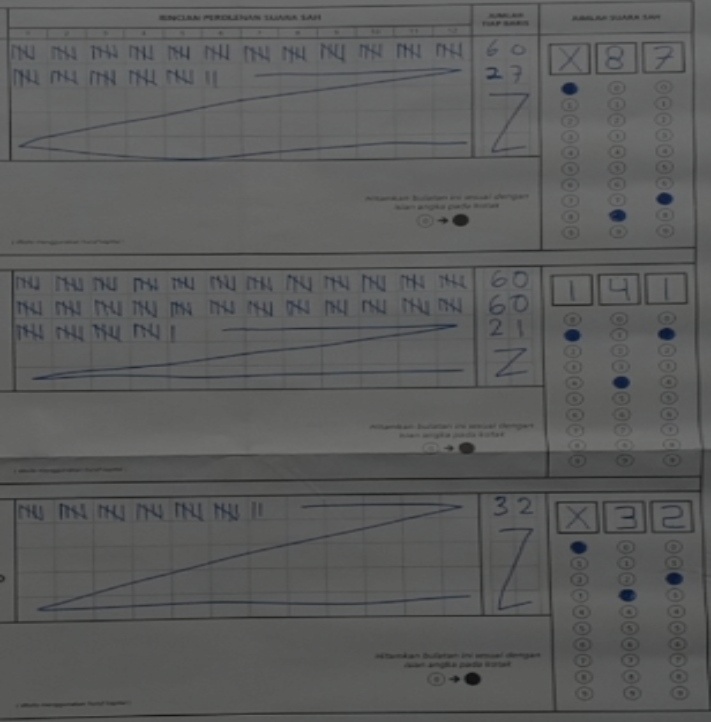 RINCIAN PEROLEHAN SUARA SAH
JUMLAH TIAP BARIS
JUMLAH SUARA SAH
1 2 3 4 5 6 7 8 9 10 11 12
60
27
X 8 7
Hitamkan bulatan ini sesuai dengan
isian angka pada kotak
60
60
21
1 4 1
Hitamkan bulatan ini sesuai dengan
isian angka pada kotak
32
X 3 2
Hitamkan bulatan ini sesuai dengan
isian angka pada kotak